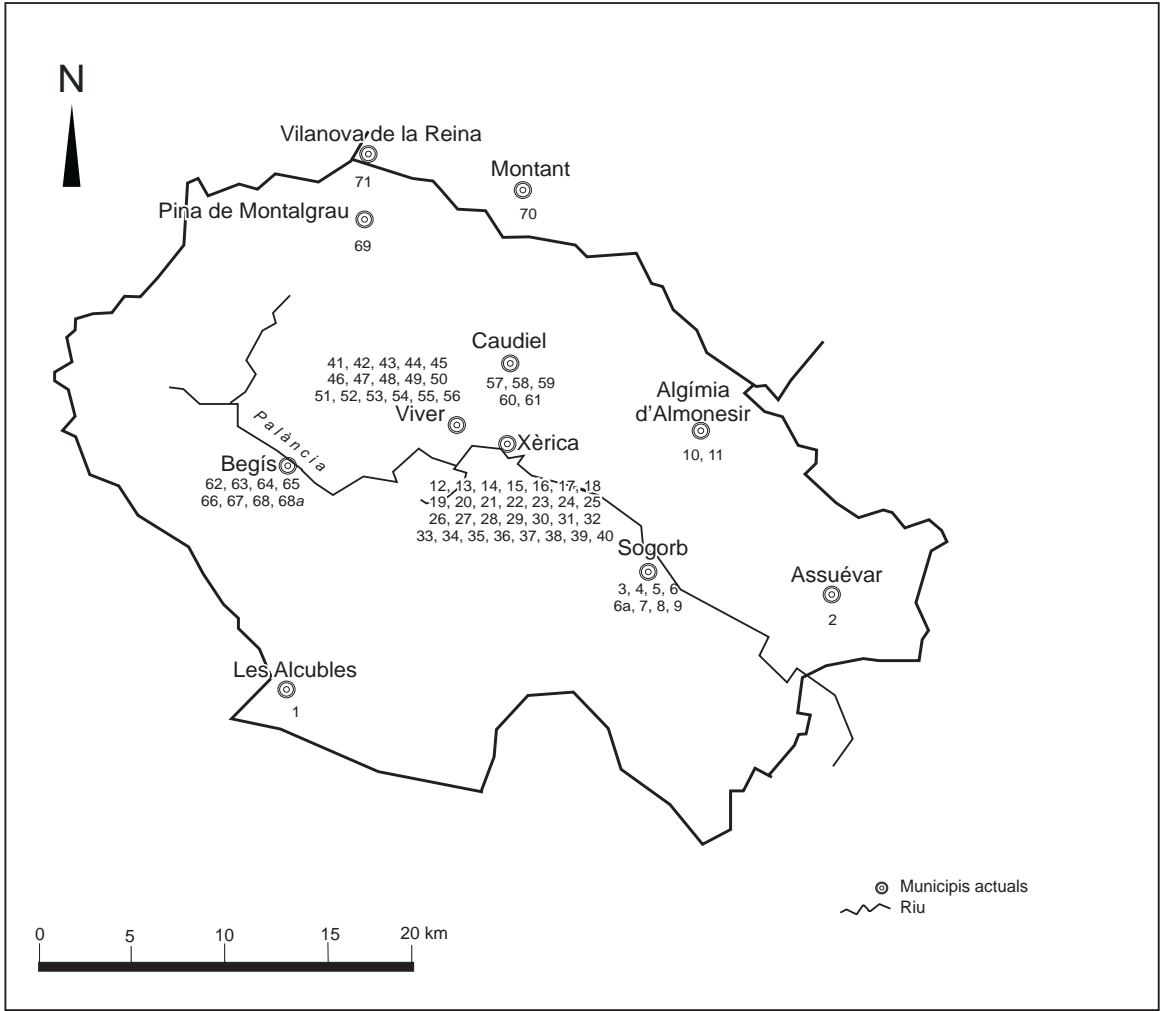 N
Vilanova de la Reina
71
Montant
70
Pina de Montalgrau
69
Caudiel
57, 58, 59
60, 61
41, 42, 43, 44, 45
46, 47, 48, 49, 50
51, 52, 53, 54, 55, 56
Viver
Algímia
d'Almonesir
10, 11
Palància
Xèrica
12, 13, 14, 15, 16, 17, 18
19, 20, 21, 22, 23, 24, 25
26, 27, 28, 29, 30, 31, 32
33, 34, 35, 36, 37, 38, 39, 40
Begís
62, 63, 64, 65
66, 67, 68, 68a
Sogorb
3, 4, 5, 6
6a, 7, 8, 9
Assuévar
2
Les Alcubles
1
Municipis actuals
Riu
0 5 10 15 20 km